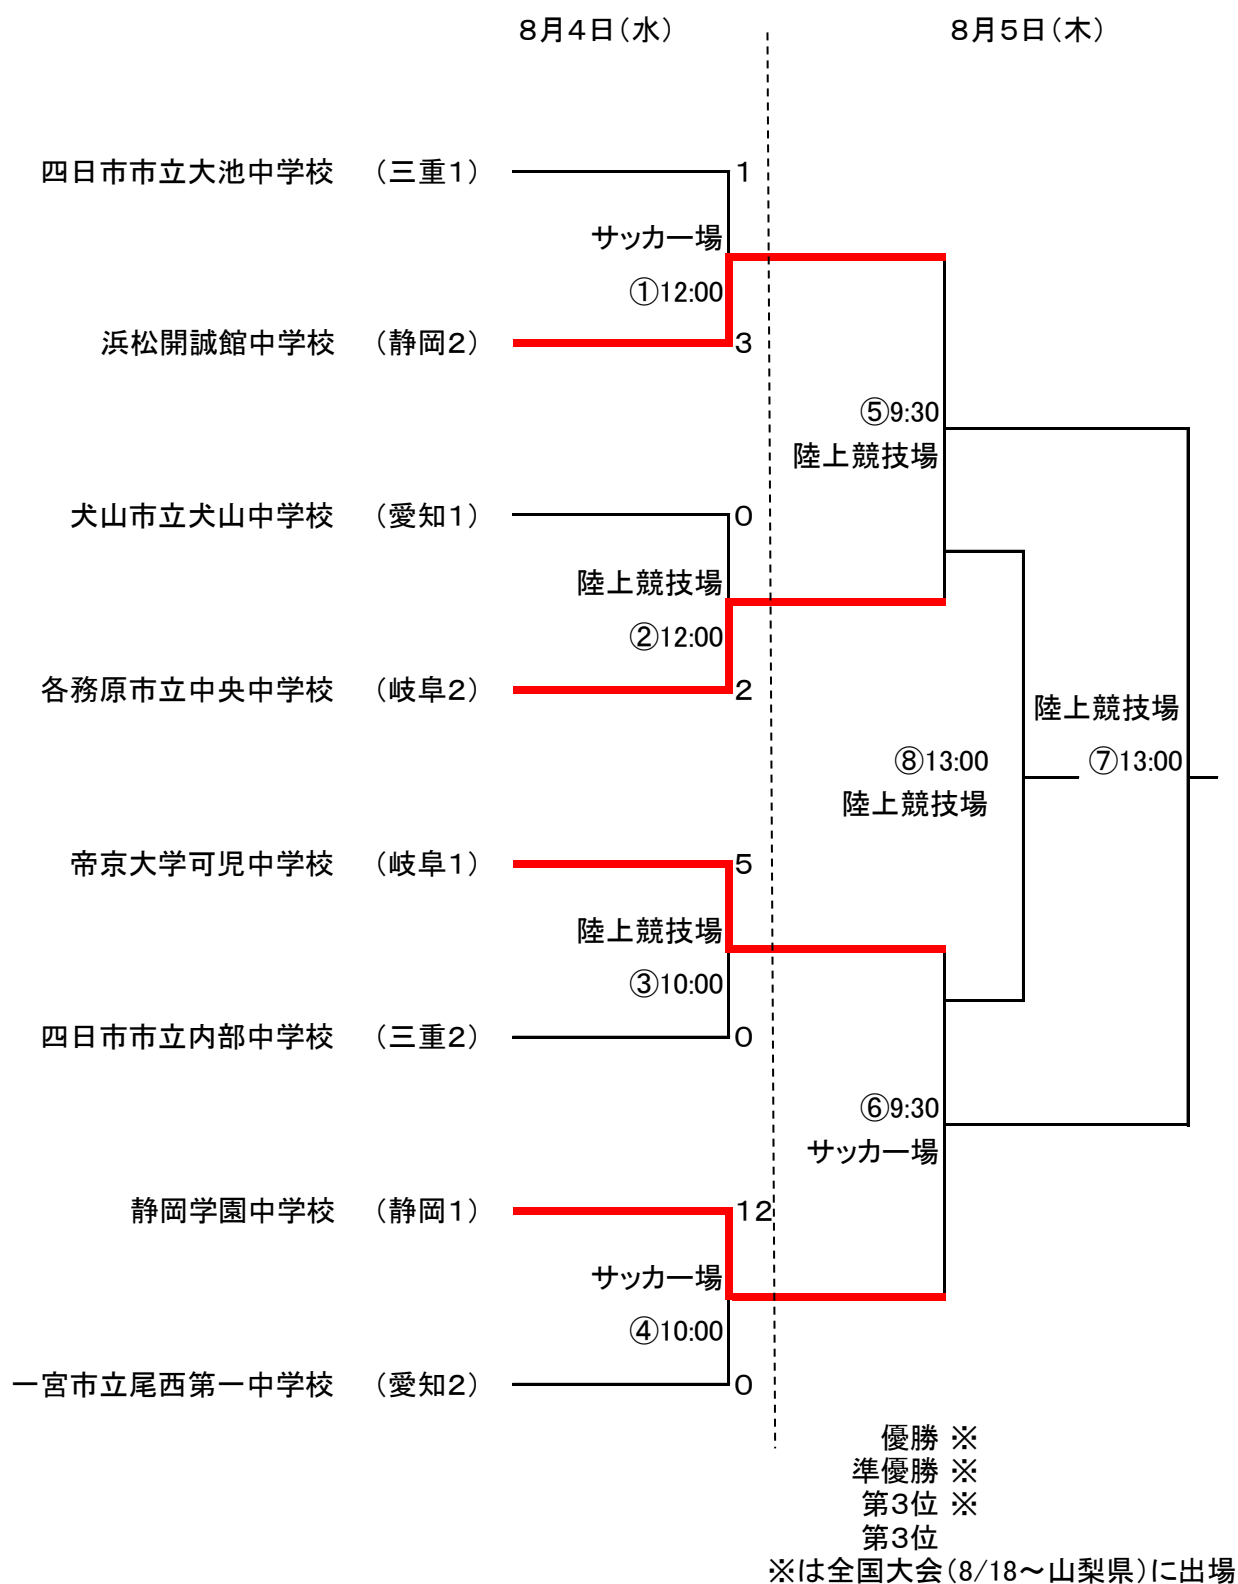 ８月４日（水）
８月５日（木）
四日市市立大池中学校 （三重１） 1
サッカー場
①12:00
浜松開誠館中学校 （静岡２） 3
⑤9:30
陸上競技場
犬山市立犬山中学校 （愛知１） 0
陸上競技場
②12:00
各務原市立中央中学校 （岐阜２） 2
陸上競技場
⑧13:00
⑦13:00
陸上競技場
帝京大学可児中学校 （岐阜１） 5
陸上競技場
③10:00
四日市市立内部中学校 （三重２） 0
⑥9:30
サッカー場
静岡学園中学校 （静岡１） 12
サッカー場
④10:00
一宮市立尾西第一中学校 （愛知２） 0
優勝 ※
準優勝 ※
第３位 ※
第３位
※は全国大会（8/18～山梨県）に出場